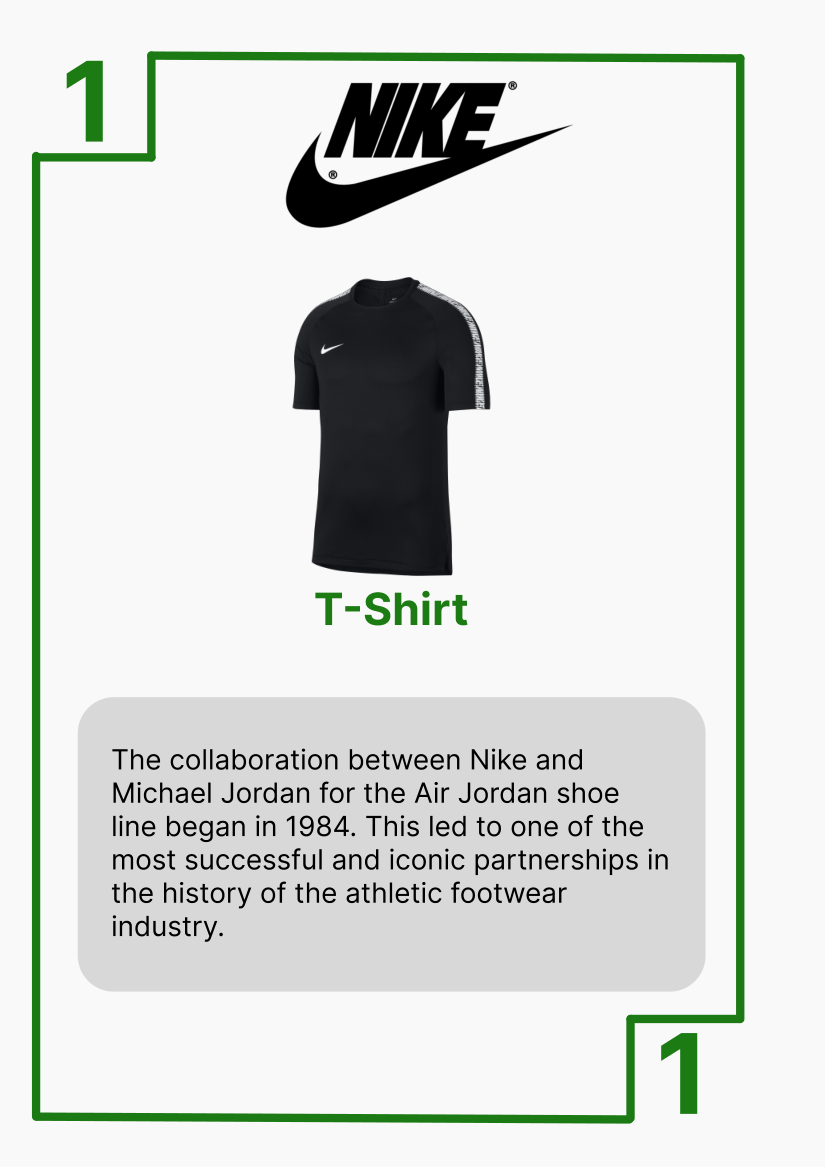 1
NIKE®
®
T-Shirt
The collaboration between Nike and
Michael Jordan for the Air Jordan shoe
line began in 1984. This led to one of the
most successful and iconic partnerships in
the history of the athletic footwear
industry.
1